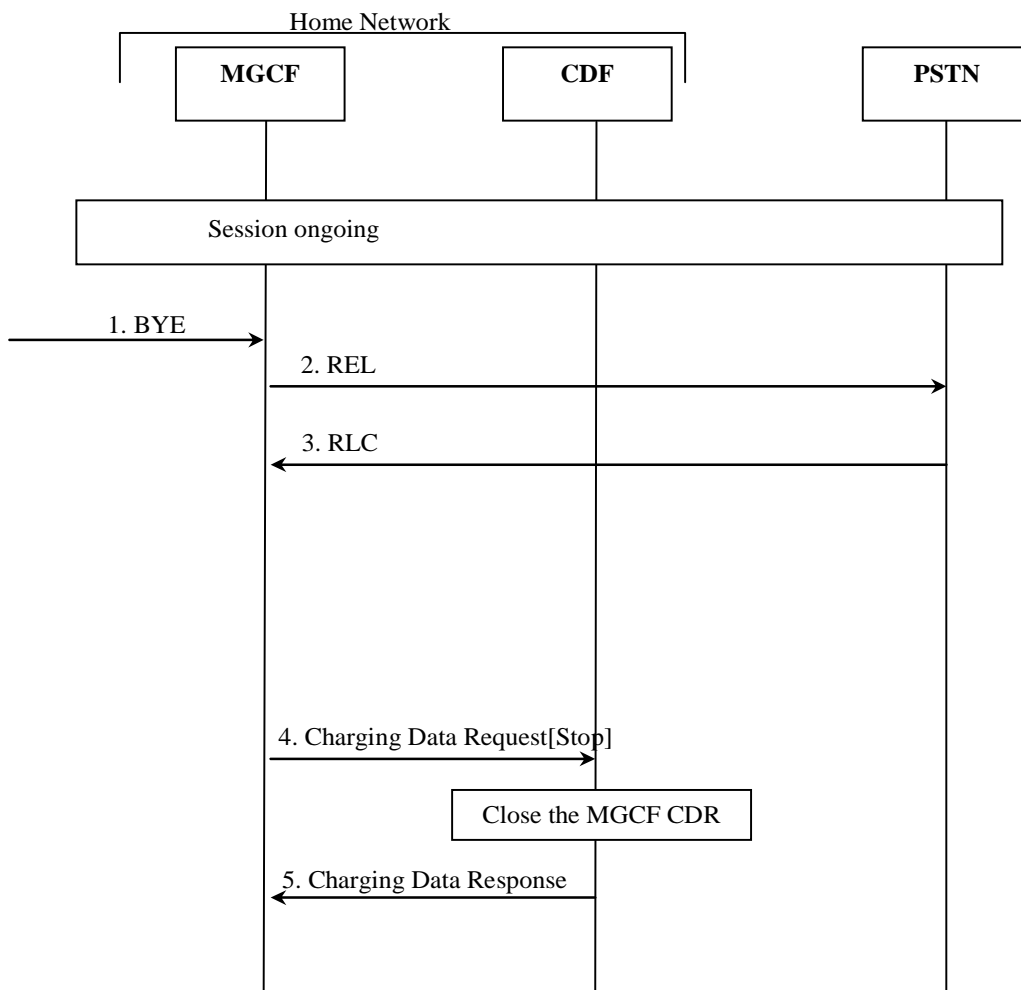 Home Network
MGCF
CDF
PSTN
Session ongoing
1. BYE
2. REL
3. RLC
4. Charging Data Request[Stop]
Close the MGCF CDR
5. Charging Data Response